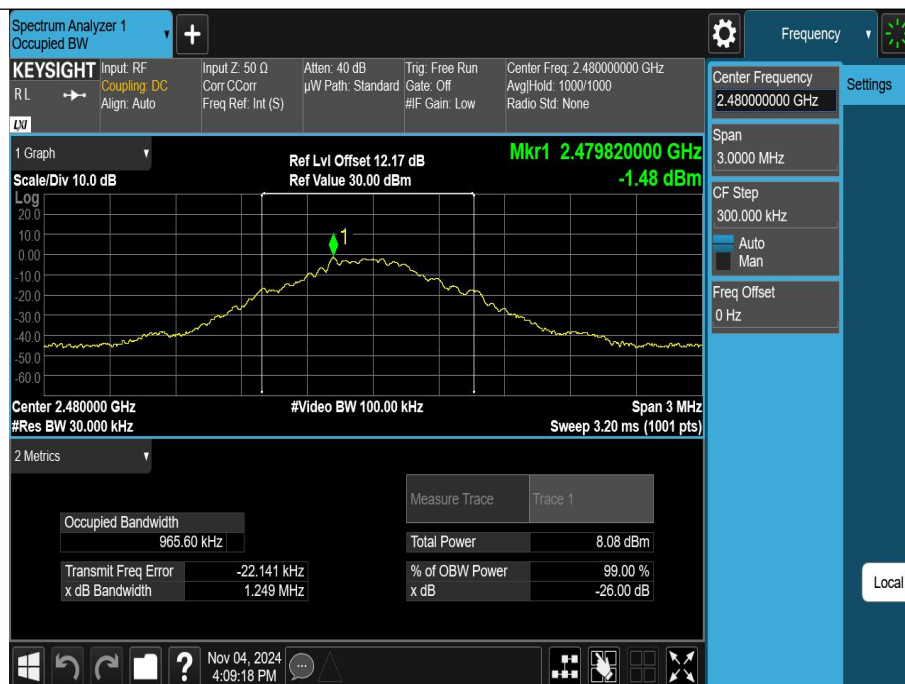 Spectrum Analyzer 1
Occupied BW
Frequency
KEYSIGHT
R L
LXI
Input: RF
Coupling: DC
Align: Auto
Input Z: 50 Ω
Corr CCorr
Freq Ref: Int (S)
Atten: 40 dB
µW Path: Standard
Trig: Free Run
Gate: Off
#IF Gain: Low
Center Freq: 2.480000000 GHz
Avg|Hold: 1000/1000
Radio Std: None
Center Frequency
2.480000000 GHz
Settings
Span
3.0000 MHz
CF Step
300.000 kHz
Auto
Man
Freq Offset
0 Hz
Local
1 Graph
Scale/Div 10.0 dB
Ref Lvl Offset 12.17 dB
Ref Value 30.00 dBm
Mkr1 2.479820000 GHz
-1.48 dBm
Log
20.0
10.0
0.00
-10.0
-20.0
-30.0
-40.0
-50.0
-60.0
1
Center 2.480000 GHz
#Res BW 30.000 kHz
#Video BW 100.00 kHz
Span 3 MHz
Sweep 3.20 ms (1001 pts)
2 Metrics
Measure Trace Trace 1
Occupied Bandwidth
965.60 kHz
Total Power 8.08 dBm
Transmit Freq Error -22.141 kHz
% of OBW Power 99.00 %
x dB Bandwidth 1.249 MHz
x dB -26.00 dB
?
Nov 04, 2024
4:09:18 PM